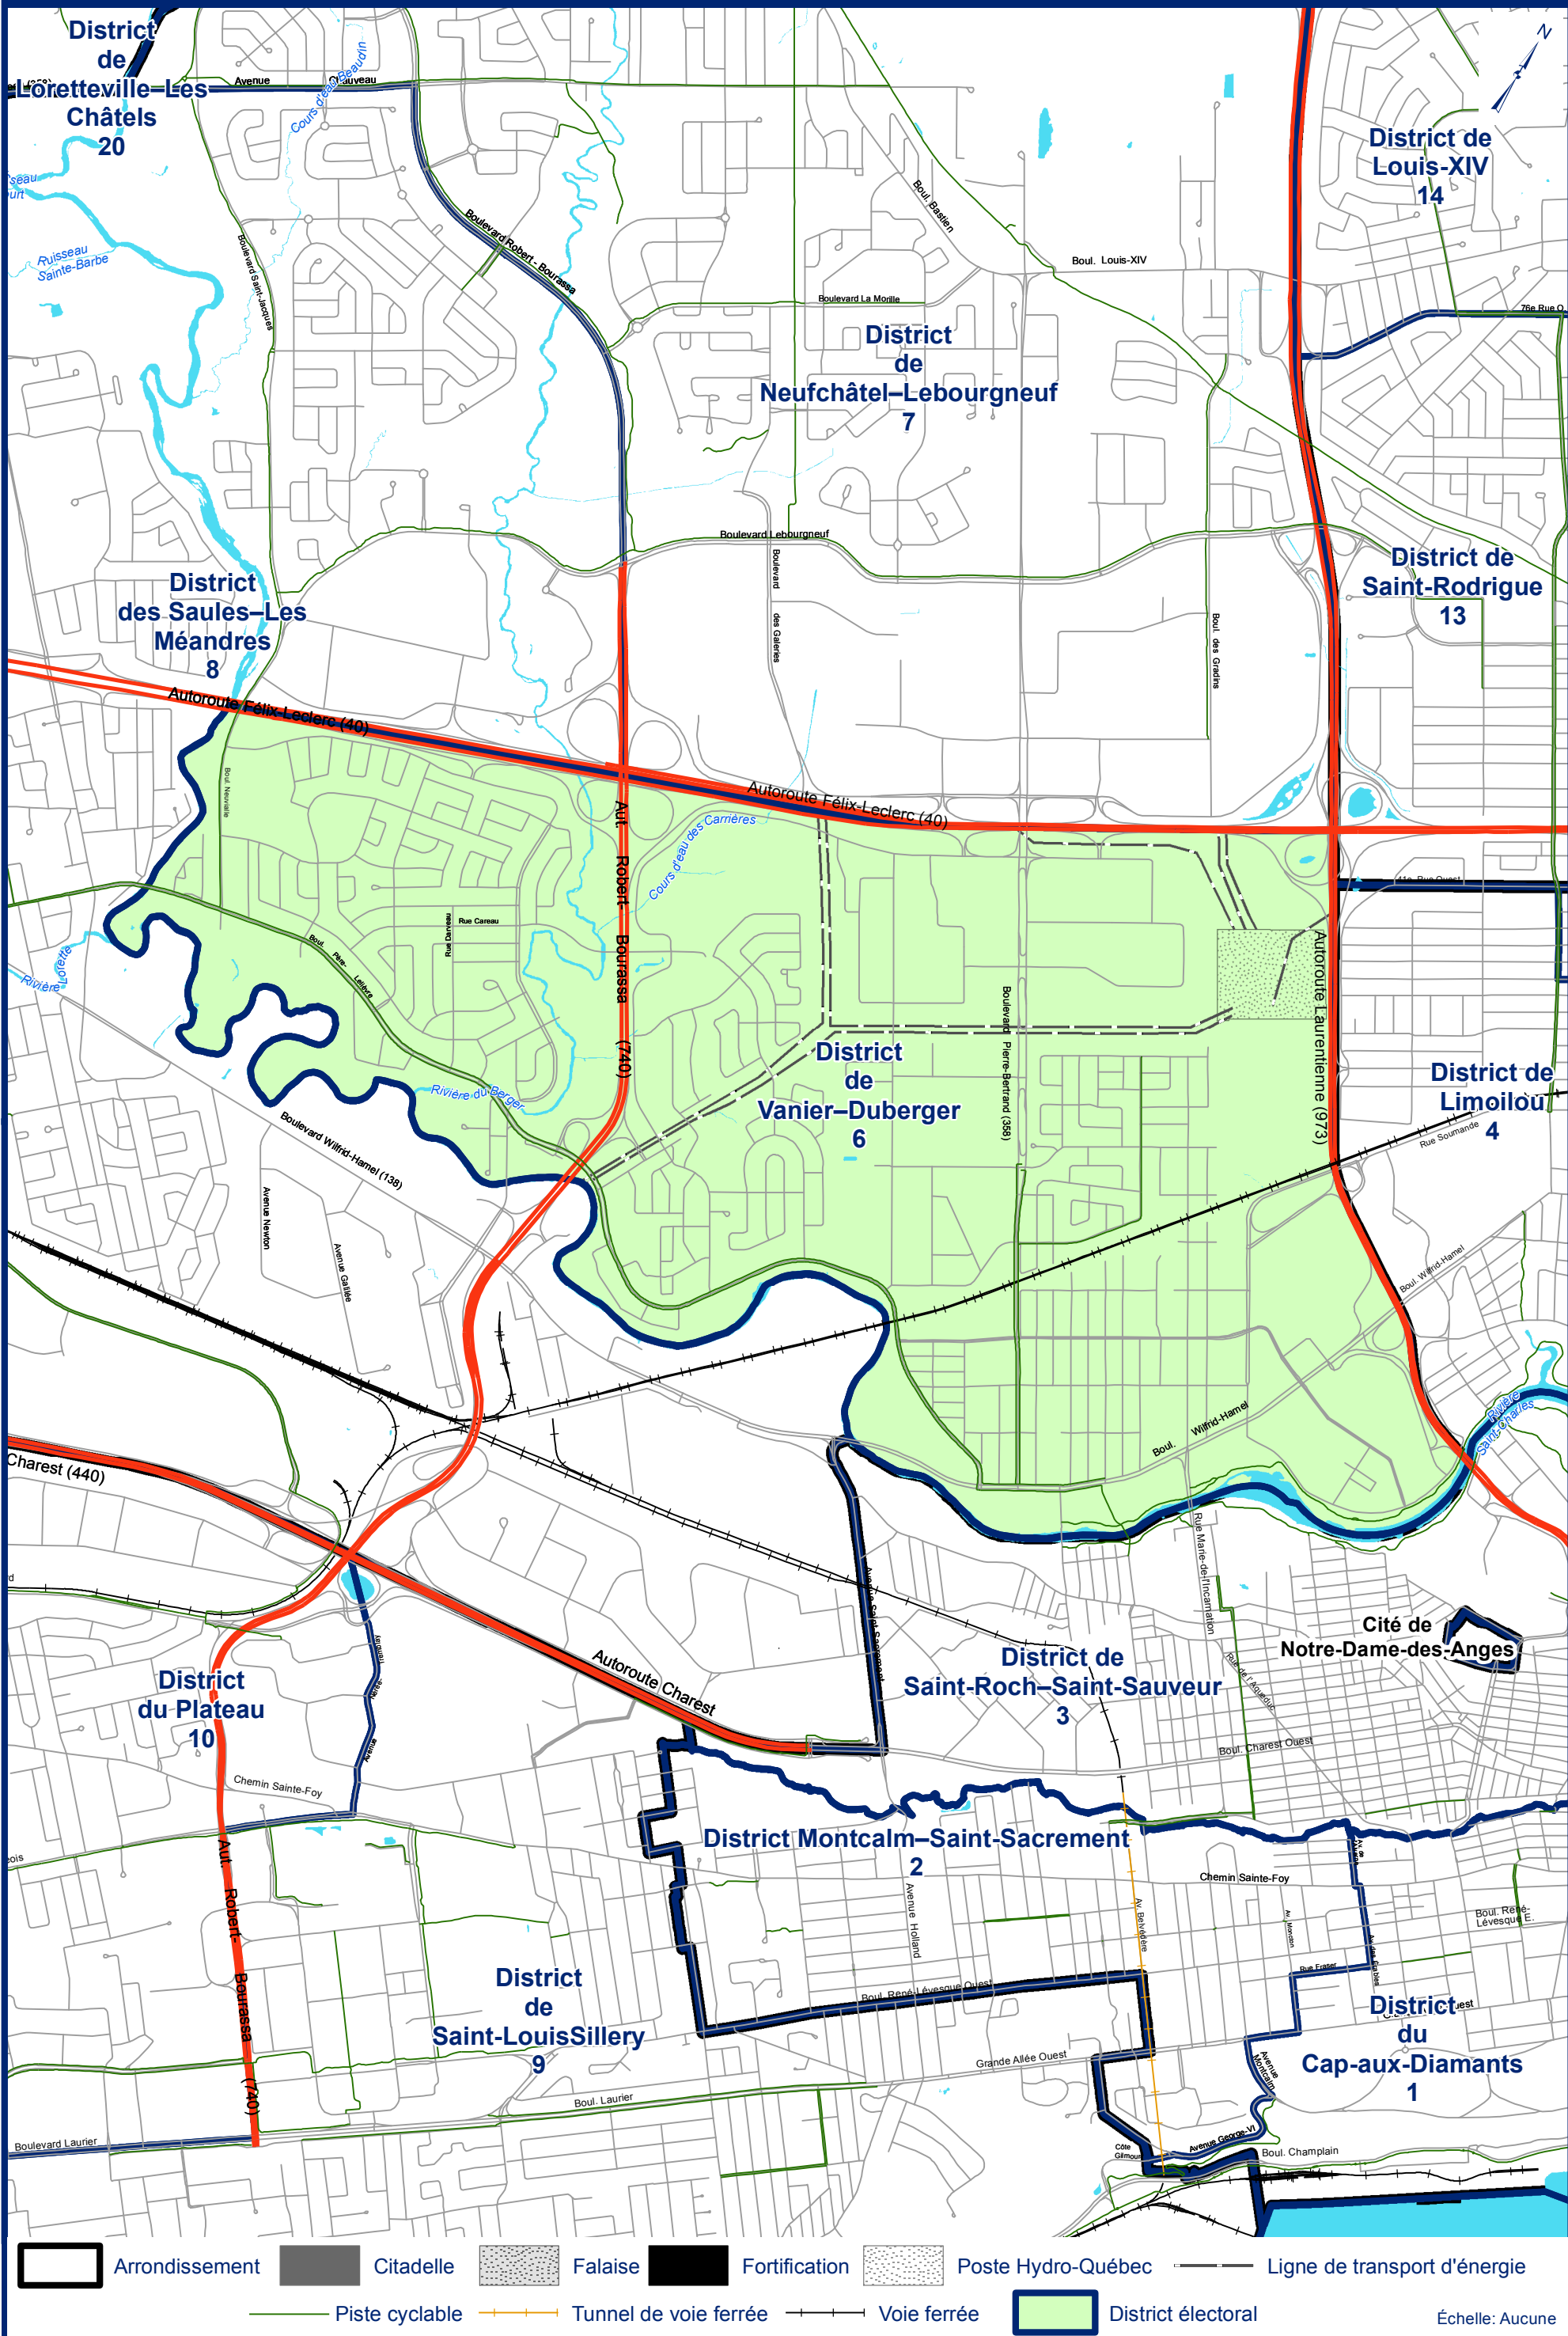 District
de
Loretteville–Les
Châtels
20
Avenue Chauveau
Cours d'eau Beaudin
N
District de
Louis-XIV
14
Ruisseau
Sainte-Barbe
Boulevard Saint-Jacques
Boulevard Robert - Bourassa
Boul. Bastien
Boul. Louis-XIV
Boulevard La Morille
76e Rue O
District
de
Neufchâtel–Lebourgneuf
7
Boulevard Lebourgneuf
Boulevard des Galeries
Boul. des Gradins
District de
Saint-Rodrigue
13
District
des Saules–Les
Méandres
8
Autoroute Félix-Leclerc (40)
Autoroute Félix-Leclerc (40)
Boul. Neuvialle
Aut. Robert Bourassa (740)
Cours d'eau des Carrières
41e Rue Ouest
Rue Careau
Rue Darveau
Boul. Père- Lelièvre
Rivière Lorette
Autoroute Laurentienne (973)
Boulevard Pierre-Bertrand (358)
District
de
Vanier–Duberger
6
Rivière du Berger
District de
Limoilou
4
Rue Soumande
Boulevard Wilfrid-Hamel (138)
Avenue Newton
Avenue Galilée
Boul. Wilfrid-Hamel
Boul. Wilfrid-Hamel
Rivière
Saint-Charles
Charest (440)
Rue Marie-de-l'Incarnation
Avenue Saint-Sacrement
Cité de
Notre-Dame-des-Anges
Autoroute Charest
District de
Saint-Roch–Saint-Sauveur
3
Rue de l'Aqueduc
District
du Plateau
10
Boul. Charest Ouest
Chemin Sainte-Foy
District Montcalm–Saint-Sacrement
2
Chemin Sainte-Foy
Aut. Robert- Bourassa (740)
Avenue Holland
Av. Belvédère
Av. Moncton
Boul. René-
Lévesque E.
Rue Fraser
Av. des Érables
District
de
Saint-LouisSillery
9
Boul. René-Lévesque Ouest
District
du
Cap-aux-Diamants
1
Grande Allée Ouest
Avenue
Montcalm
Boul. Laurier
Boulevard Laurier
Avenue George-VI
Côte
Gilmour
Boul. Champlain
Arrondissement
Citadelle
Falaise
Fortification
Poste Hydro-Québec
Ligne de transport d'énergie
Piste cyclable
Tunnel de voie ferrée
Voie ferrée
District électoral
Échelle: Aucune